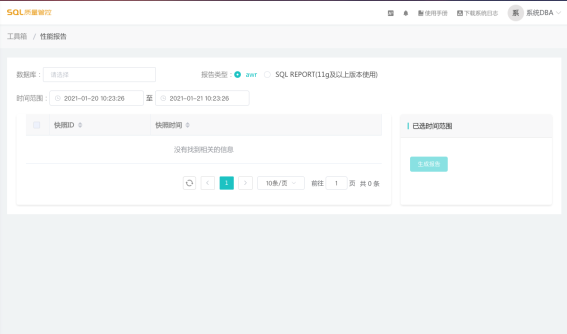 SQL质量管控
使用手册 下载系统日志 系 系统DBA
工具箱 / 性能报告
数据库： 请选择 报告类型： awr SQL REPORT(11g及以上版本使用)
时间范围： 2021-01-20 10:23:26 至 2021-01-21 10:23:26
快照ID 快照时间 已选时间范围
没有找到相关的信息
生成报告
1 10条/页 前往 1 页 共 0 条